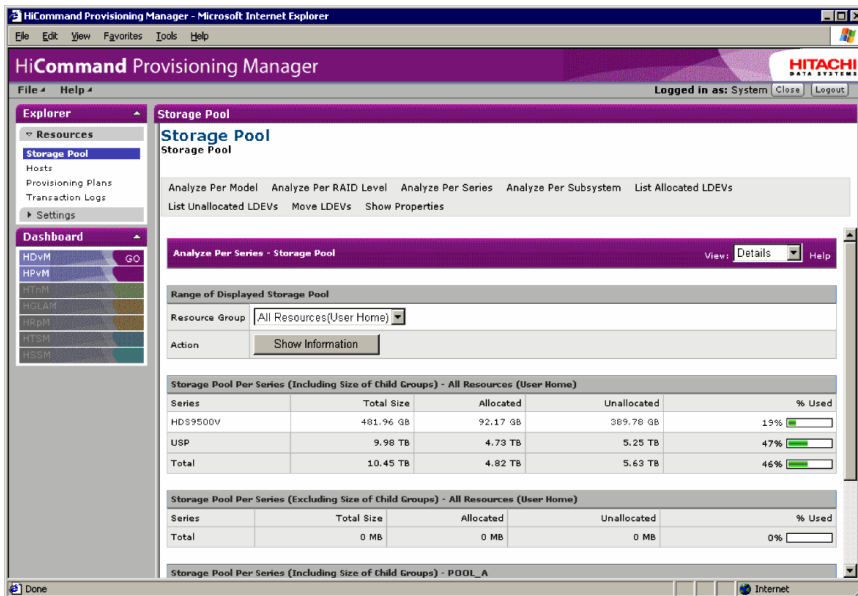 HiCommand Provisioning Manager - Microsoft Internet Explorer
File Edit View Favorites Tools Help
HiCommand Provisioning Manager
HITACHI
DATA SYSTEMS
File Help
Logged in as: System Close Logout
Explorer
Resources
Storage Pool
Hosts
Provisioning Plans
Transaction Logs
Settings
Dashboard
HDvM GO
HPvM
HTnM
HGLAM
HRpM
HTSM
HSSM
Storage Pool
Storage Pool
Storage Pool
Analyze Per Model Analyze Per RAID Level Analyze Per Series Analyze Per Subsystem List Allocated LDEVs
List Unallocated LDEVs Move LDEVs Show Properties
Analyze Per Series - Storage Pool View: Details Help
Range of Displayed Storage Pool
Resource Group All Resources(User Home)
Action Show Information
Storage Pool Per Series (Including Size of Child Groups) - All Resources (User Home)
Series Total Size Allocated Unallocated % Used
HDS9500V 481.96 GB 92.17 GB 389.78 GB 19%
USP 9.98 TB 4.73 TB 5.25 TB 47%
Total 10.45 TB 4.82 TB 5.63 TB 46%
Storage Pool Per Series (Excluding Size of Child Groups) - All Resources (User Home)
Series Total Size Allocated Unallocated % Used
Total 0 MB 0 MB 0 MB 0%
Storage Pool Per Series (Including Size of Child Groups) - POOL_A
Done Internet